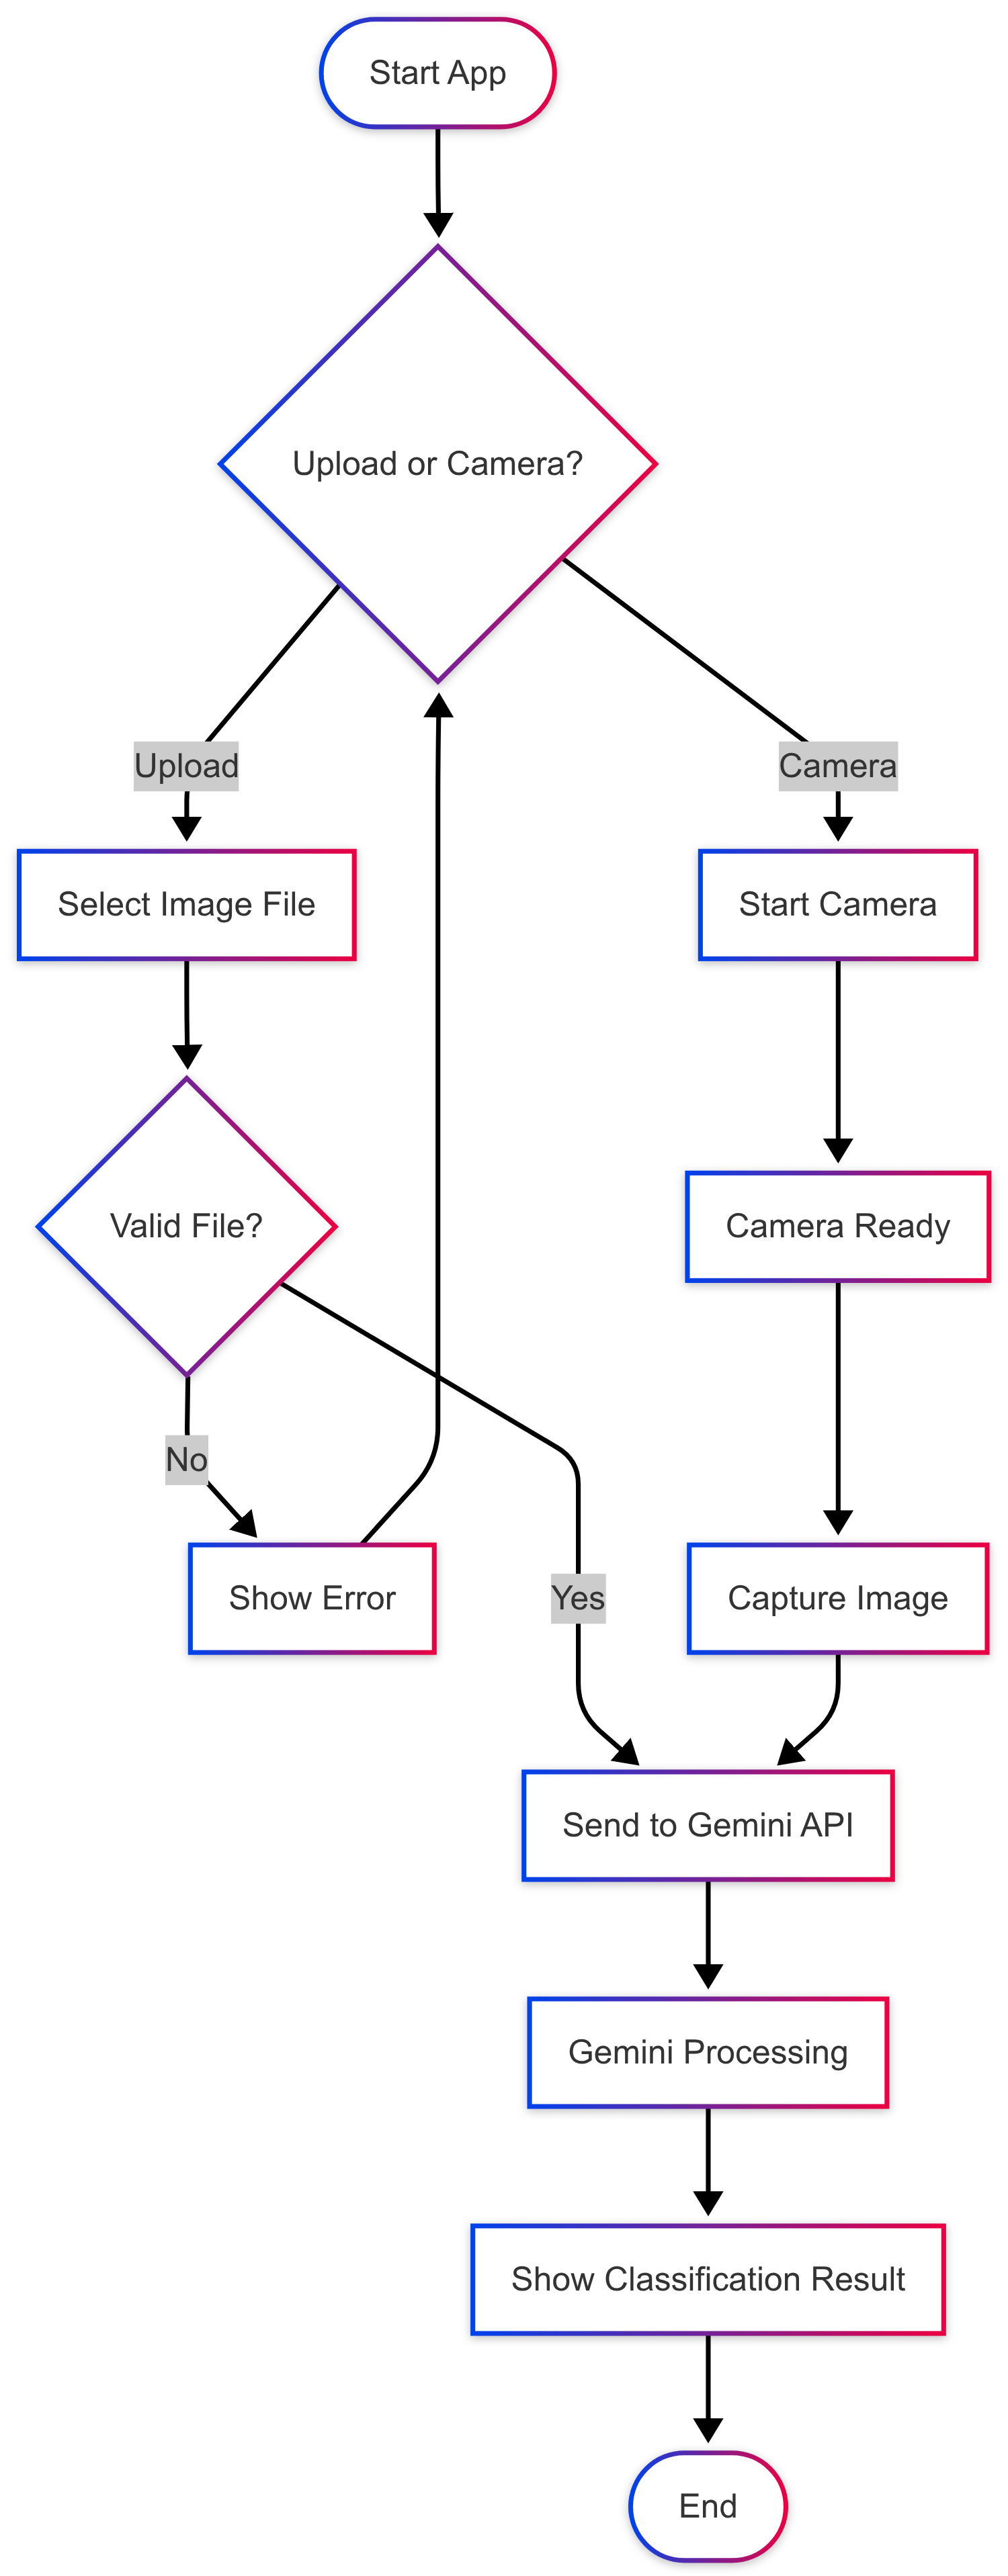 Start App
Upload or Camera?
Upload
Camera
Select Image File
Start Camera
Valid File?
Camera Ready
No
Show Error
Yes
Capture Image
Send to Gemini API
Gemini Processing
Show Classification Result
End